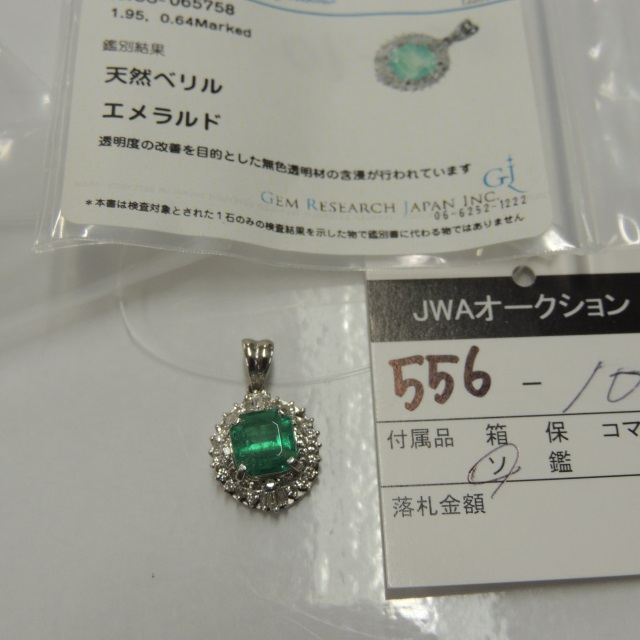 065758
1.95, 0.64Marked
鑑別結果
天然ベリル
エメラルド
透明度の改善を目的とした無色透明材の含浸が行われています
GEM RESEARCH JAPAN INC.
06-6252-1222
*本書は検査対象とされた1石のみの検査結果を示した物で鑑別書に代わる物ではありません
JWAオークション
556-10
付属品 箱 保 コマ
ソ 鑑
落札金額